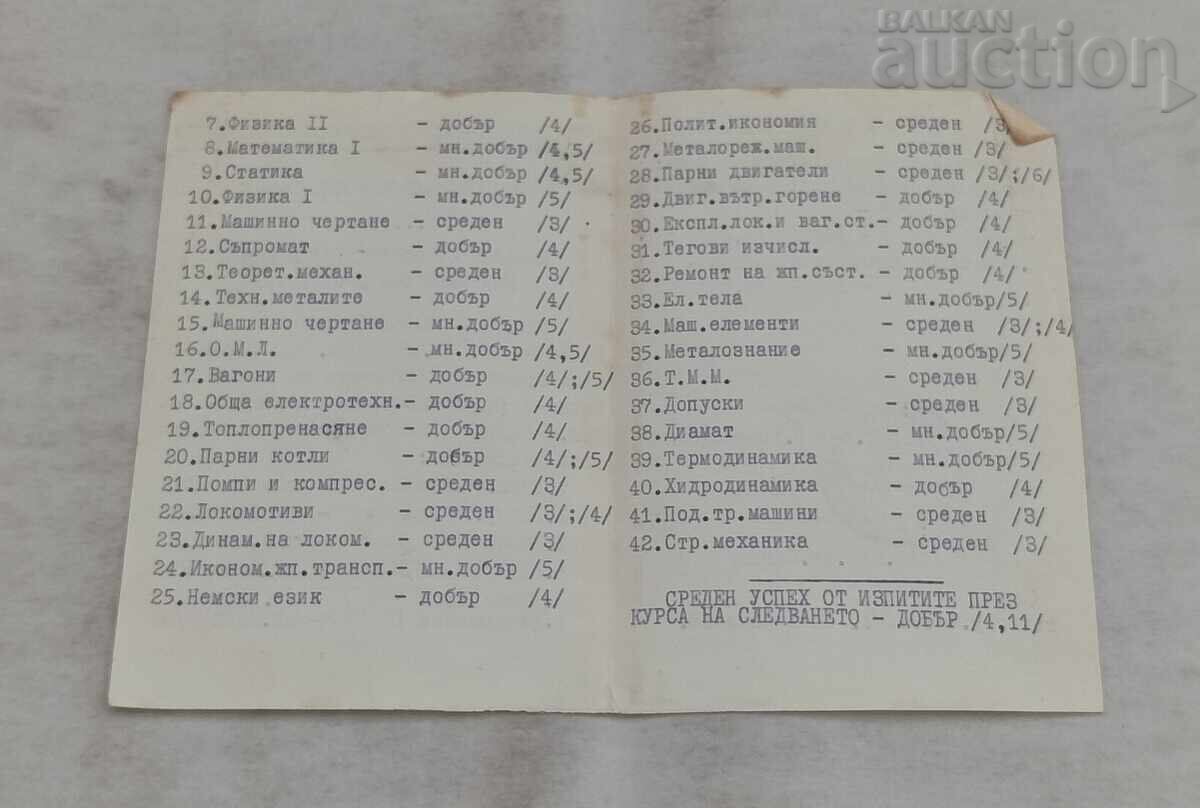 BALKAN
auction
7.Физика II - добър /4/
8.Математика I - мн.добър /4,5/
9.Статика - мн.добър /4,5/
10.Физика I - мн.добър /5/
11.Машинно чертане - среден /3/
12.Съпромат - добър /4/
13.Теорет.механ. - среден /3/
14.Техн.металите - добър /4/
15.Машинно чертане - мн.добър /5/
16.О.М.Л. - мн.добър /4,5/
17.Вагони - добър /4/;/5/
18.Обща електротехн.- добър /4/
19.Топлопренасяне - добър /4/
20.Парни котли - добър /4/;/5/
21.Помпи и компрес. - среден /3/
22.Локомотиви - среден /3/;/4/
23.Динам.на локом. - среден /3/
24.Иконом.жп.трансп.- мн.добър /5/
25.Немски език - добър /4/
26.Полит.икономия - среден /3/
27.Металореж.маш. - среден /3/
28.Парни двигатели - среден /3/;/6/
29.Двиг.вътр.горене - добър /4/
30.Експл.лок.и ваг.ст.- добър /4/
31.Тегови изчисл. - добър /4/
32.Ремонт на жп.съст. - добър /4/
33.Ел.тела - мн.добър/5/
34.Маш.елементи - среден /3/;/4/
35.Металознание - мн.добър/5/
36.Т.М.М. - среден /3/
37.Допуски - среден /3/
38.Диамат - мн.добър/5/
39.Термодинамика - мн.добър/5/
40.Хидродинамика - добър /4/
41.Под.тр.машини - среден /3/
42.Стр.механика - среден /3/
СРЕДЕН УСПЕХ ОТ ИЗПИТИТЕ ПРЕЗ
КУРСА НА СЛЕДВАНЕТО - ДОБЪР /4,11/